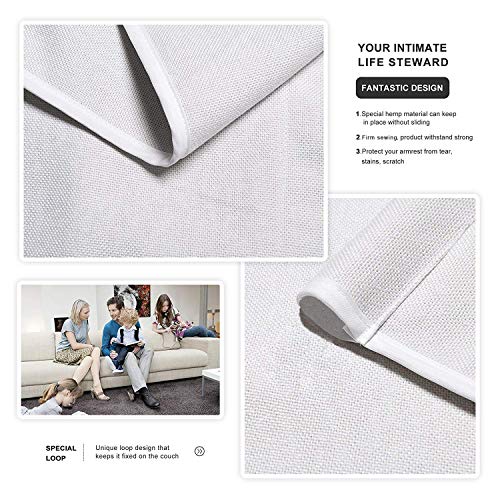 YOUR INTIMATE
LIFE STEWARD
FANTASTIC DESIGN
1.Special hemp material can keep
in place without sliding
2.Firm sewing, product withstand strong
3.Protect your armrest from tear,
stains, scratch
SPECIAL
LOOP
Unique loop design that
keeps it fixed on the couch